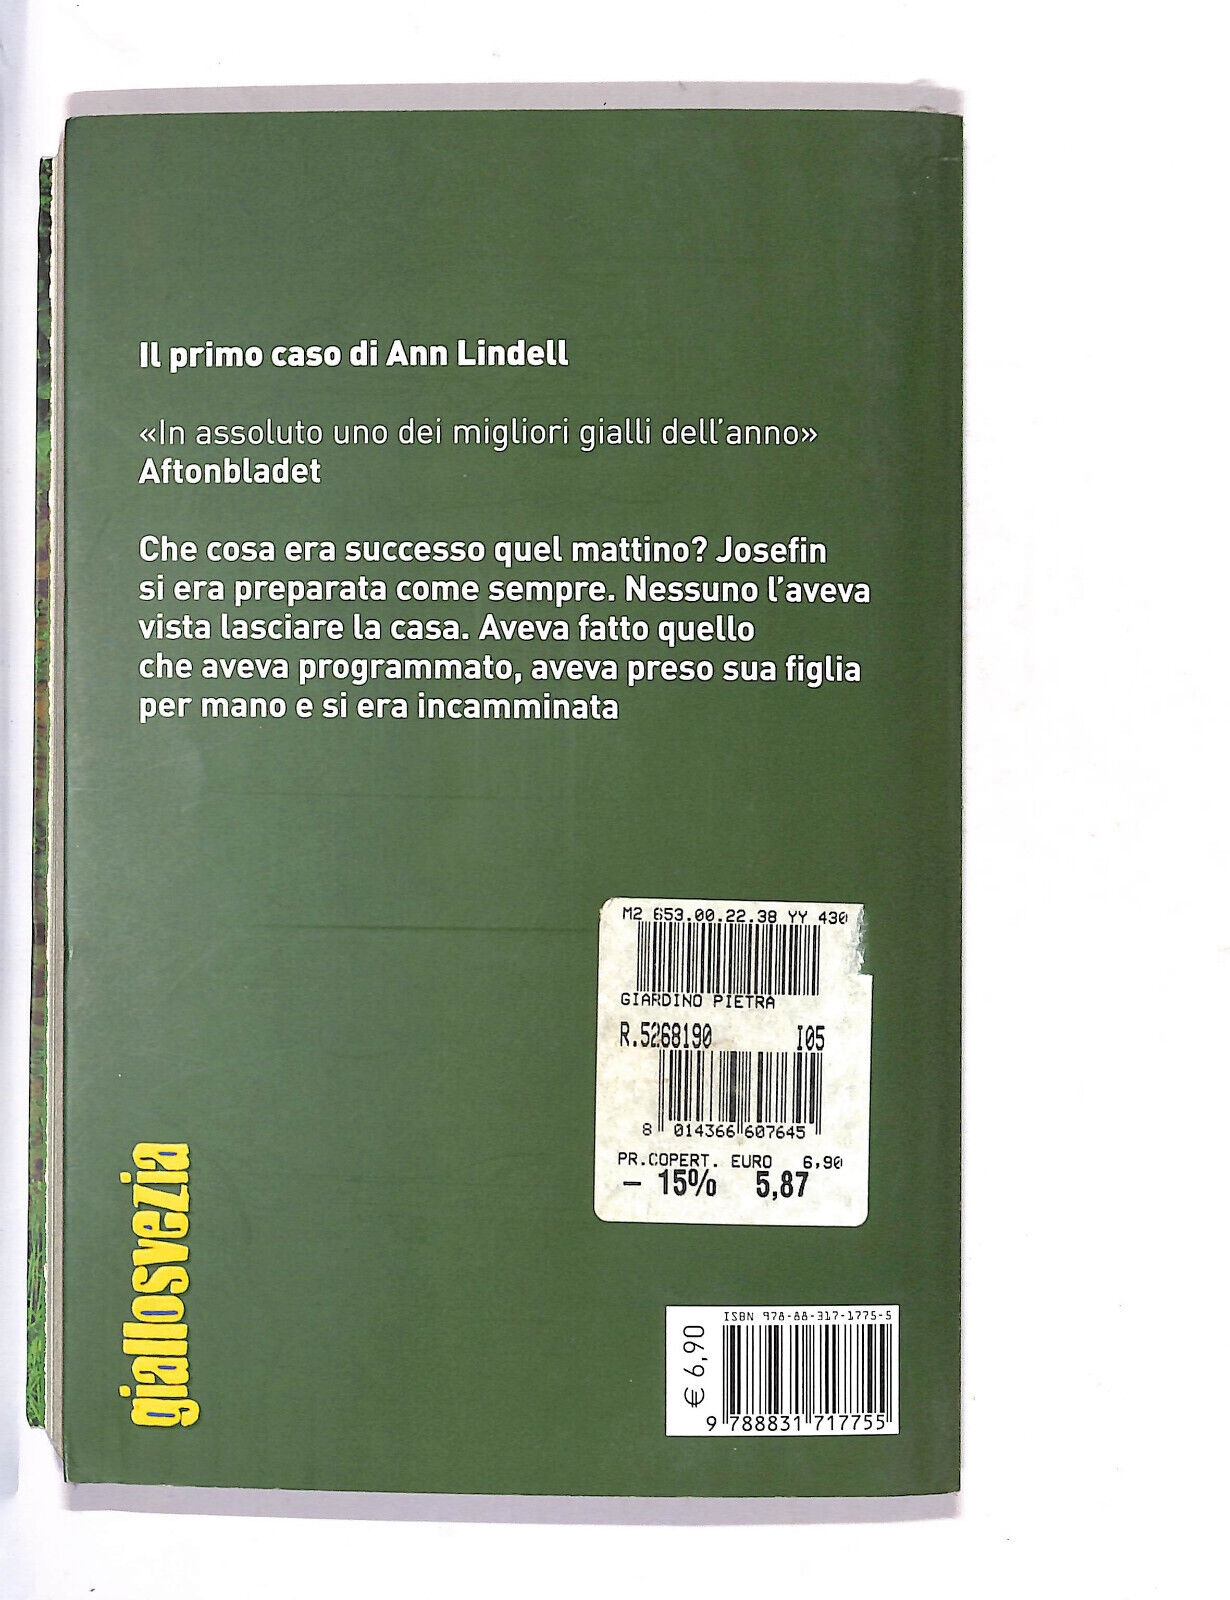 Il primo caso di Ann Lindell
«In assoluto uno dei migliori gialli dell'anno»
Aftonbladet
Che cosa era successo quel mattino? Josefin
si era preparata come sempre. Nessuno l'aveva
vista lasciare la casa. Aveva fatto quello
che aveva programmato, aveva preso sua figlia
per mano e si era incamminata
M2 653.00.22.38 YY 430
GIARDINO PIETRA
R.5268190 I05
8 014366 607645
PR.COPERT. EURO 6,90
- 15% 5,87
giallosvezia
ISBN 978-88-317-1775-5
€ 6,90
9 788831 717755